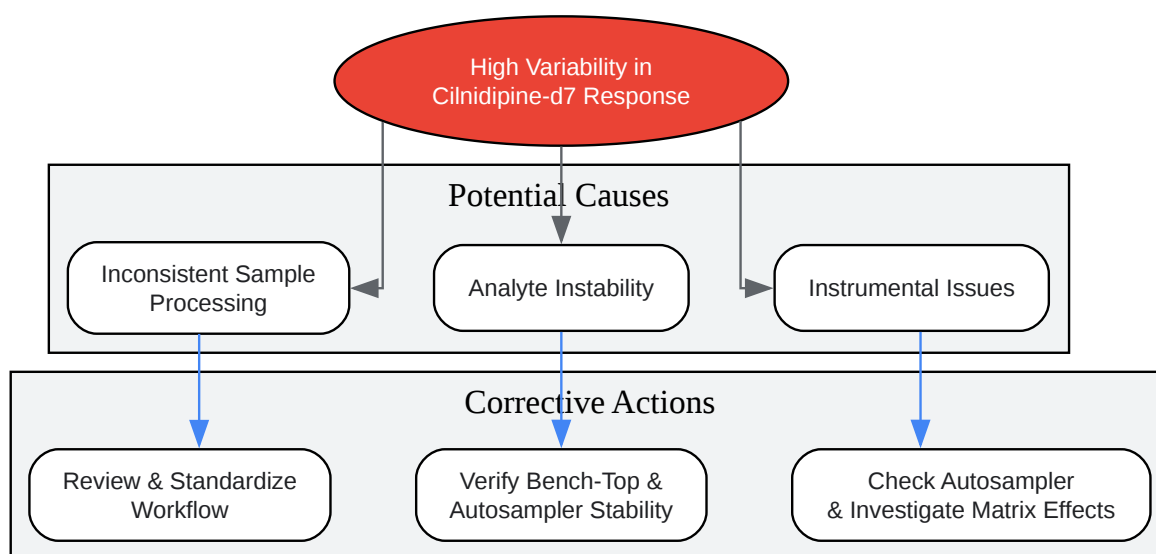 High Variability in
Cilnidipine-d7 Response
Potential Causes
Inconsistent Sample
Processing
Analyte Instability
Instrumental Issues
Corrective Actions
Review & Standardize
Workflow
Verify Bench-Top &
Autosampler Stability
Check Autosampler
& Investigate Matrix Effects